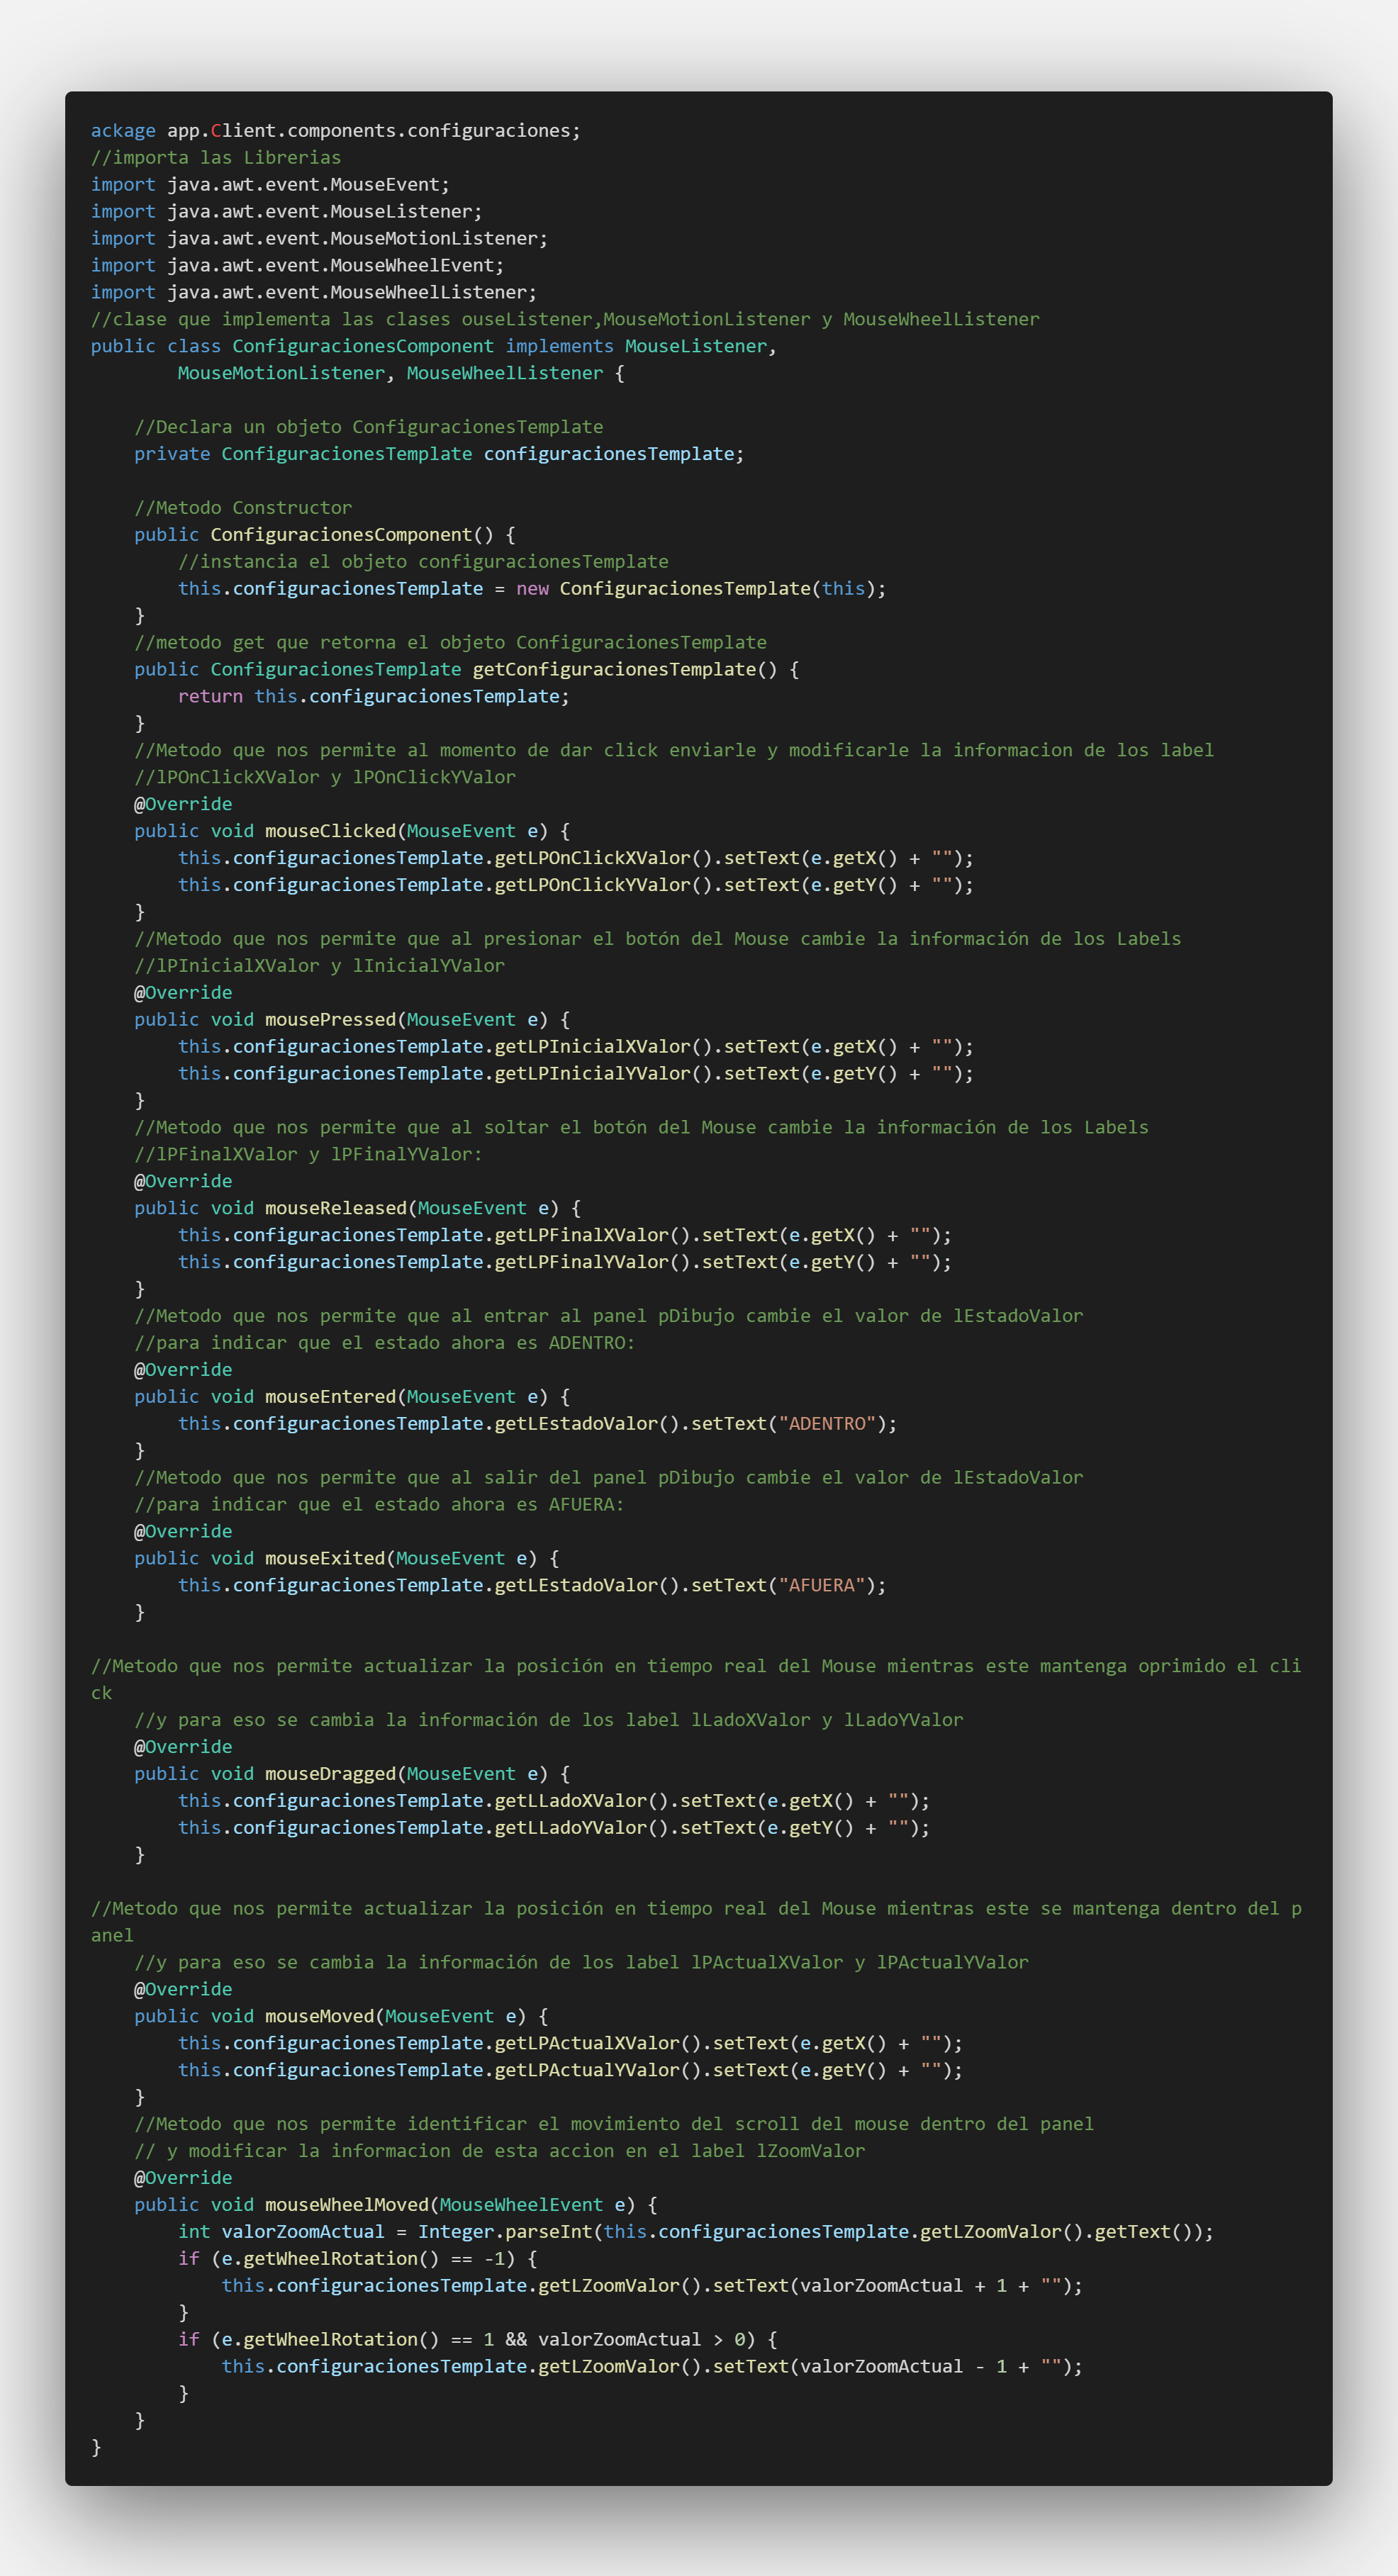 ackage app.Client.components.configuraciones;
//importa las Librerias
import java.awt.event.MouseEvent;
import java.awt.event.MouseListener;
import java.awt.event.MouseMotionListener;
import java.awt.event.MouseWheelEvent;
import java.awt.event.MouseWheelListener;
//clase que implementa las clases ouseListener,MouseMotionListener y MouseWheelListener
public class ConfiguracionesComponent implements MouseListener,
        MouseMotionListener, MouseWheelListener {

    //Declara un objeto ConfiguracionesTemplate
    private ConfiguracionesTemplate configuracionesTemplate;

    //Metodo Constructor
    public ConfiguracionesComponent() {
        //instancia el objeto configuracionesTemplate
        this.configuracionesTemplate = new ConfiguracionesTemplate(this);
    }
    //metodo get que retorna el objeto ConfiguracionesTemplate
    public ConfiguracionesTemplate getConfiguracionesTemplate() {
        return this.configuracionesTemplate;
    }
    //Metodo que nos permite al momento de dar click enviarle y modificarle la informacion de los label
    //lPOnClickXValor y lPOnClickYValor
    @Override
    public void mouseClicked(MouseEvent e) {
        this.configuracionesTemplate.getLPOnClickXValor().setText(e.getX() + "");
        this.configuracionesTemplate.getLPOnClickYValor().setText(e.getY() + "");
    }
    //Metodo que nos permite que al presionar el botón del Mouse cambie la información de los Labels
    //lPInicialXValor y lInicialYValor
    @Override
    public void mousePressed(MouseEvent e) {
        this.configuracionesTemplate.getLPInicialXValor().setText(e.getX() + "");
        this.configuracionesTemplate.getLPInicialYValor().setText(e.getY() + "");
    }
    //Metodo que nos permite que al soltar el botón del Mouse cambie la información de los Labels
    //lPFinalXValor y lPFinalYValor:
    @Override
    public void mouseReleased(MouseEvent e) {
        this.configuracionesTemplate.getLPFinalXValor().setText(e.getX() + "");
        this.configuracionesTemplate.getLPFinalYValor().setText(e.getY() + "");
    }
    //Metodo que nos permite que al entrar al panel pDibujo cambie el valor de lEstadoValor
    //para indicar que el estado ahora es ADENTRO:
    @Override
    public void mouseEntered(MouseEvent e) {
        this.configuracionesTemplate.getLEstadoValor().setText("ADENTRO");
    }
    //Metodo que nos permite que al salir del panel pDibujo cambie el valor de lEstadoValor
    //para indicar que el estado ahora es AFUERA:
    @Override
    public void mouseExited(MouseEvent e) {
        this.configuracionesTemplate.getLEstadoValor().setText("AFUERA");
    }

//Metodo que nos permite actualizar la posición en tiempo real del Mouse mientras este mantenga oprimido el cli
ck
    //y para eso se cambia la información de los label lLadoXValor y lLadoYValor
    @Override
    public void mouseDragged(MouseEvent e) {
        this.configuracionesTemplate.getLLadoXValor().setText(e.getX() + "");
        this.configuracionesTemplate.getLLadoYValor().setText(e.getY() + "");
    }

//Metodo que nos permite actualizar la posición en tiempo real del Mouse mientras este se mantenga dentro del p
anel
    //y para eso se cambia la información de los label lPActualXValor y lPActualYValor
    @Override
    public void mouseMoved(MouseEvent e) {
        this.configuracionesTemplate.getLPActualXValor().setText(e.getX() + "");
        this.configuracionesTemplate.getLPActualYValor().setText(e.getY() + "");
    }
    //Metodo que nos permite identificar el movimiento del scroll del mouse dentro del panel
    // y modificar la informacion de esta accion en el label lZoomValor
    @Override
    public void mouseWheelMoved(MouseWheelEvent e) {
        int valorZoomActual = Integer.parseInt(this.configuracionesTemplate.getLZoomValor().getText());
        if (e.getWheelRotation() == -1) {
            this.configuracionesTemplate.getLZoomValor().setText(valorZoomActual + 1 + "");
        }
        if (e.getWheelRotation() == 1 && valorZoomActual > 0) {
            this.configuracionesTemplate.getLZoomValor().setText(valorZoomActual - 1 + "");
        }
    }
}